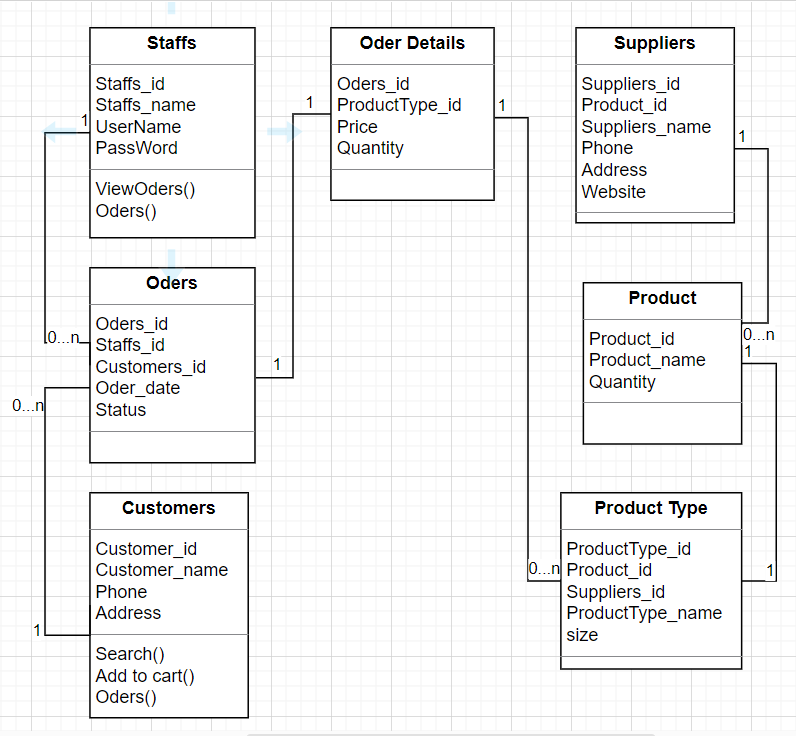 Staffs
Staffs_id
Staffs_name
UserName
PassWord
ViewOders()
Oders()
1
0...n
Oders
Oders_id
Staffs_id
Customers_id
Oder_date
Status
0...n
1
Customers
Customer_id
Customer_name
Phone
Address
Search()
Add to cart()
Oders()
1
1
Oder Details
Oders_id
ProductType_id
Price
Quantity
1
0...n
Suppliers
Suppliers_id
Product_id
Suppliers_name
Phone
Address
Website
1
0...n
Product
Product_id
Product_name
Quantity
1
1
Product Type
ProductType_id
Product_id
Suppliers_id
ProductType_name
size